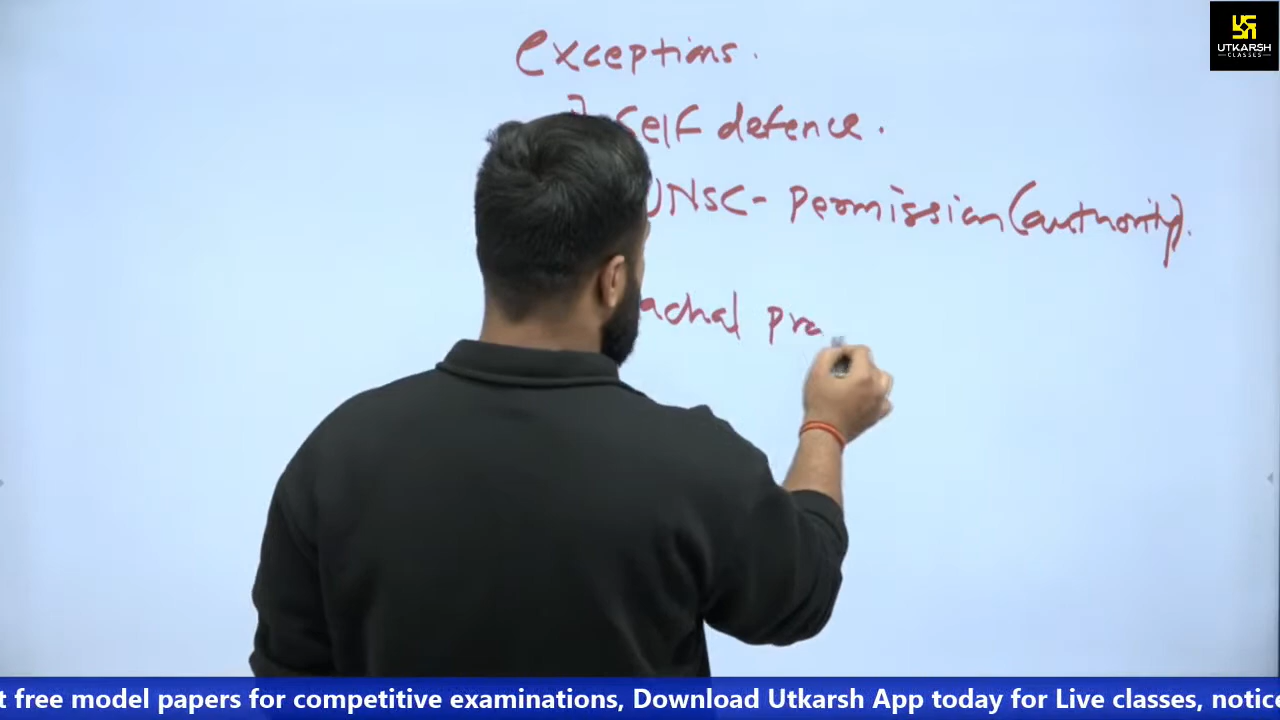 UTKARSH
CLASSES
exceptions.
self defence.
UNSC - Permission (authority).
achal pra
t free model papers for competitive examinations, Download Utkarsh App today for Live classes, notice